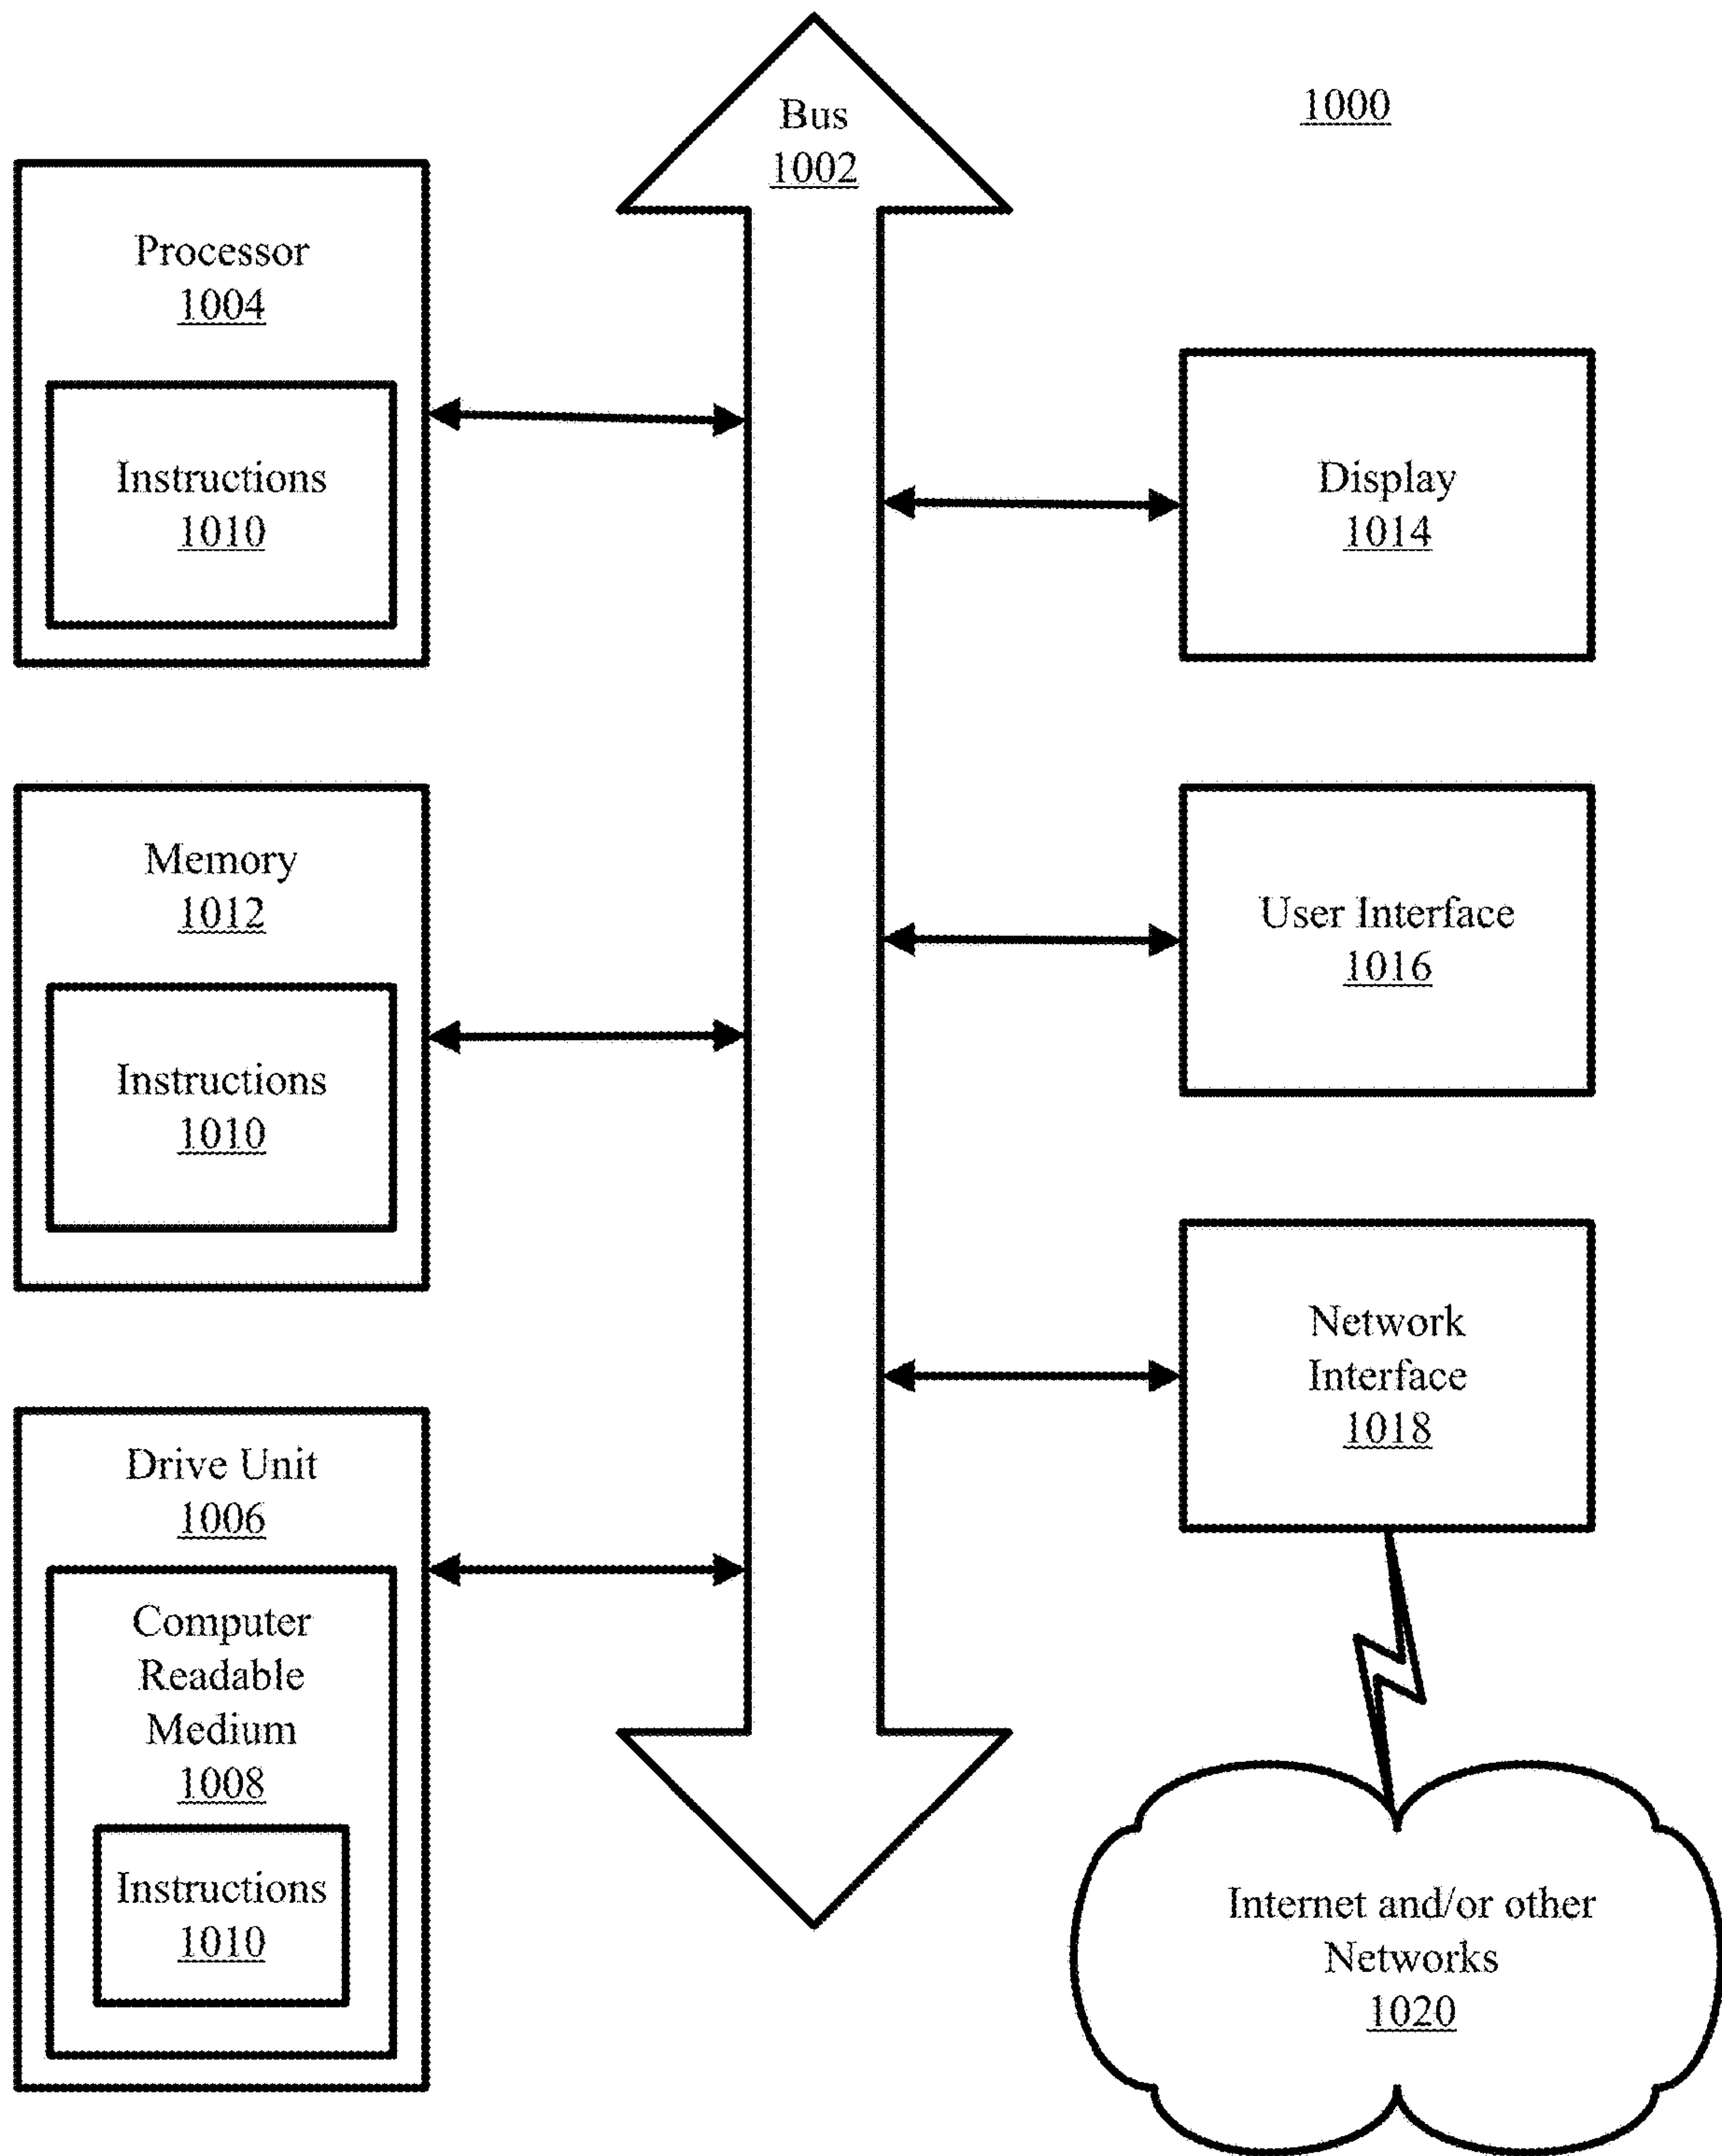 Bus
1002
1000
Processor
1004
Instructions
1010
Display
1014
Memory
1012
Instructions
1010
User Interface
1016
Network
Interface
1018
Drive Unit
1006
Computer
Readable
Medium
1008
Instructions
1010
Internet and/or other
Networks
1020